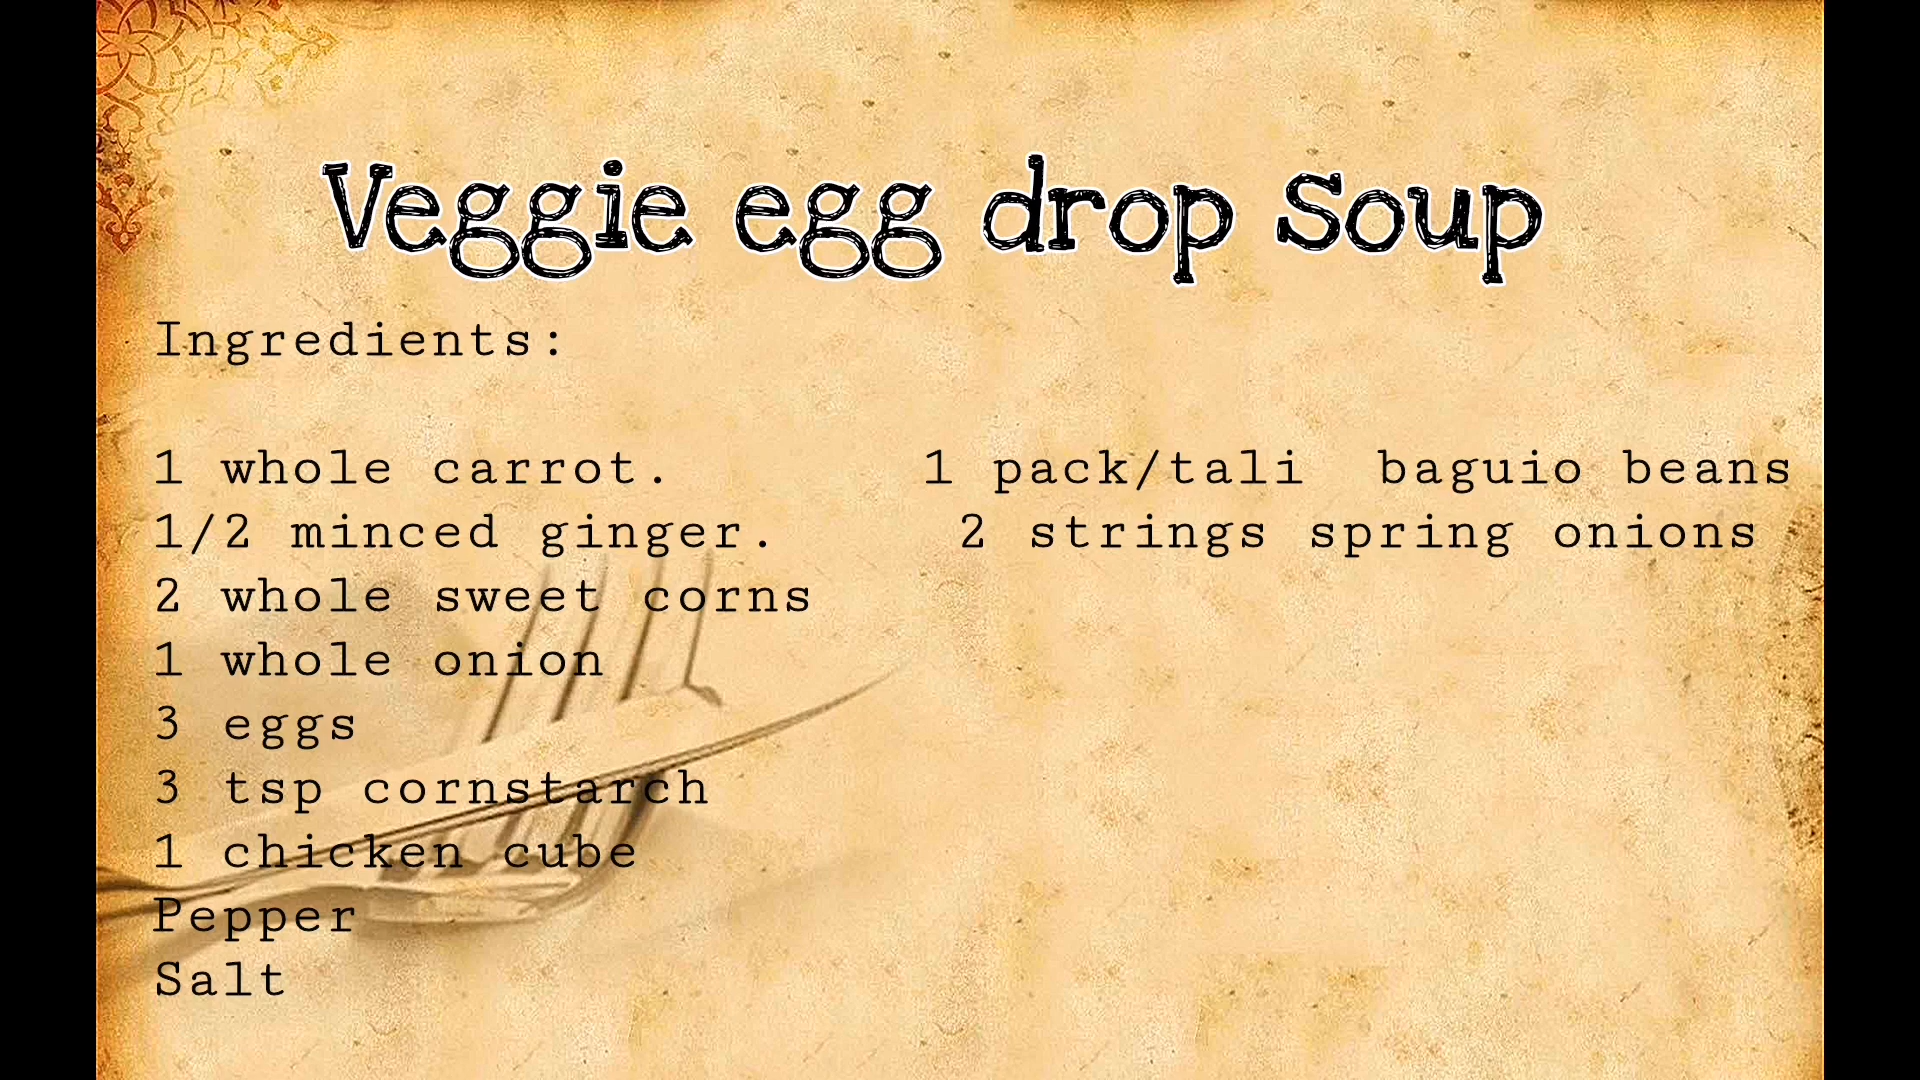 Veggie egg drop Soup
Ingredients:
1 whole carrot.
1/2 minced ginger.
2 whole sweet corns
1 whole onion
3 eggs
3 tsp cornstarch
1 chicken cube
Pepper
Salt
1 pack/tali baguio beans
2 strings spring onions